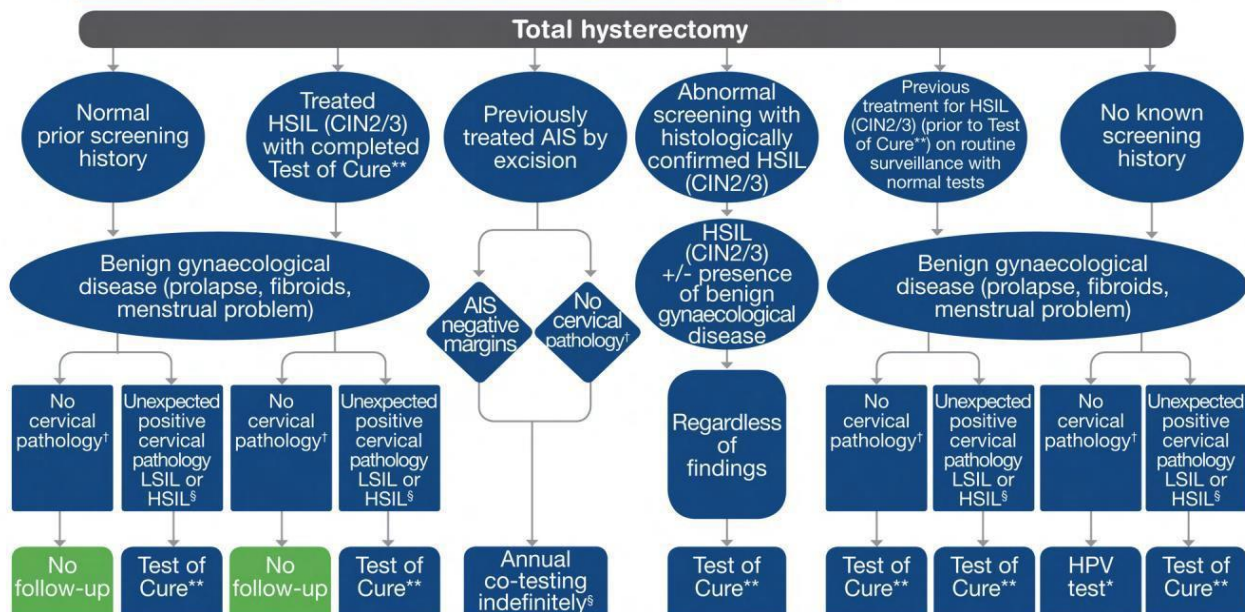 Total hysterectomy
Normal
prior screening
history
Treated
HSIL (CIN2/3)
with completed
Test of Cure**
Previously
treated AIS by
excision
Abnormal
screening with
histologically
confirmed HSIL
(CIN2/3)
Previous
treatment for HSIL
(CIN2/3) (prior to Test
of Cure**) on routine
surveillance with
normal tests
No known
screening
history
Benign gynaecological
disease (prolapse, fibroids,
menstrual problem)
AIS
negative
margins
No
cervical
pathology†
HSIL
(CIN2/3)
+/- presence
of benign
gynaecological
disease
Benign gynaecological
disease (prolapse, fibroids,
menstrual problem)
No
cervical
pathology†
Unexpected
positive
cervical
pathology
LSIL or
HSIL§
No
cervical
pathology†
Unexpected
positive
cervical
pathology
LSIL or
HSIL§
Regardless
of
findings
No
cervical
pathology†
Unexpected
positive
cervical
pathology
LSIL or
HSIL§
No
cervical
pathology†
Unexpected
positive
cervical
pathology
LSIL or
HSIL§
No
follow-up
Test of
Cure**
No
follow-up
Test of
Cure**
Annual
co-testing
indefinitely§
Test of
Cure**
Test of
Cure**
Test of
Cure**
HPV
test*
Test of
Cure**